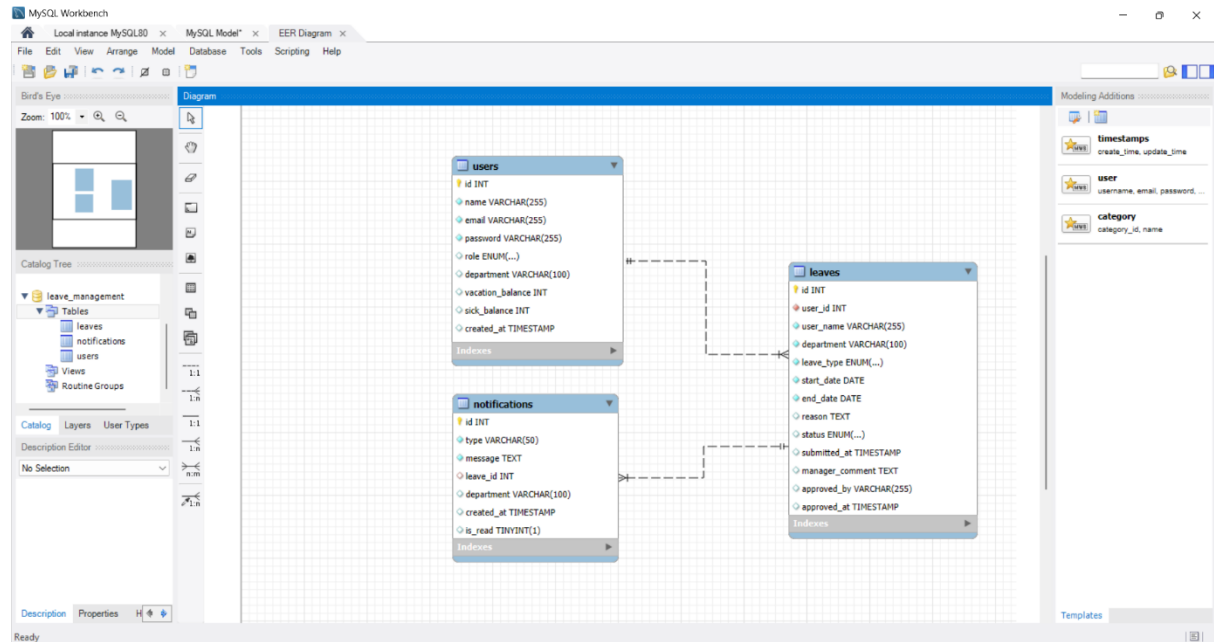 MySQL Workbench
Local instance MySQL80 × MySQL Model* × EER Diagram ×
File Edit View Arrange Model Database Tools Scripting Help
Bird's Eye
Zoom: 100%
Catalog Tree
leave_management
Tables
leaves
notifications
users
Views
Routine Groups
Catalog Layers User Types
Description Editor
No Selection
Description Properties H
Ready
Diagram
1:1
1:n
1:1
1:n
n:m
1:n
users
id INT
name VARCHAR(255)
email VARCHAR(255)
password VARCHAR(255)
role ENUM(...)
department VARCHAR(100)
vacation_balance INT
sick_balance INT
created_at TIMESTAMP
Indexes
notifications
id INT
type VARCHAR(50)
message TEXT
leave_id INT
department VARCHAR(100)
created_at TIMESTAMP
is_read TINYINT(1)
Indexes
leaves
id INT
user_id INT
user_name VARCHAR(255)
department VARCHAR(100)
leave_type ENUM(...)
start_date DATE
end_date DATE
reason TEXT
status ENUM(...)
submitted_at TIMESTAMP
manager_comment TEXT
approved_by VARCHAR(255)
approved_at TIMESTAMP
Indexes
Modeling Additions
timestamps
create_time, update_time
user
username, email, password, ...
category
category_id, name
Templates